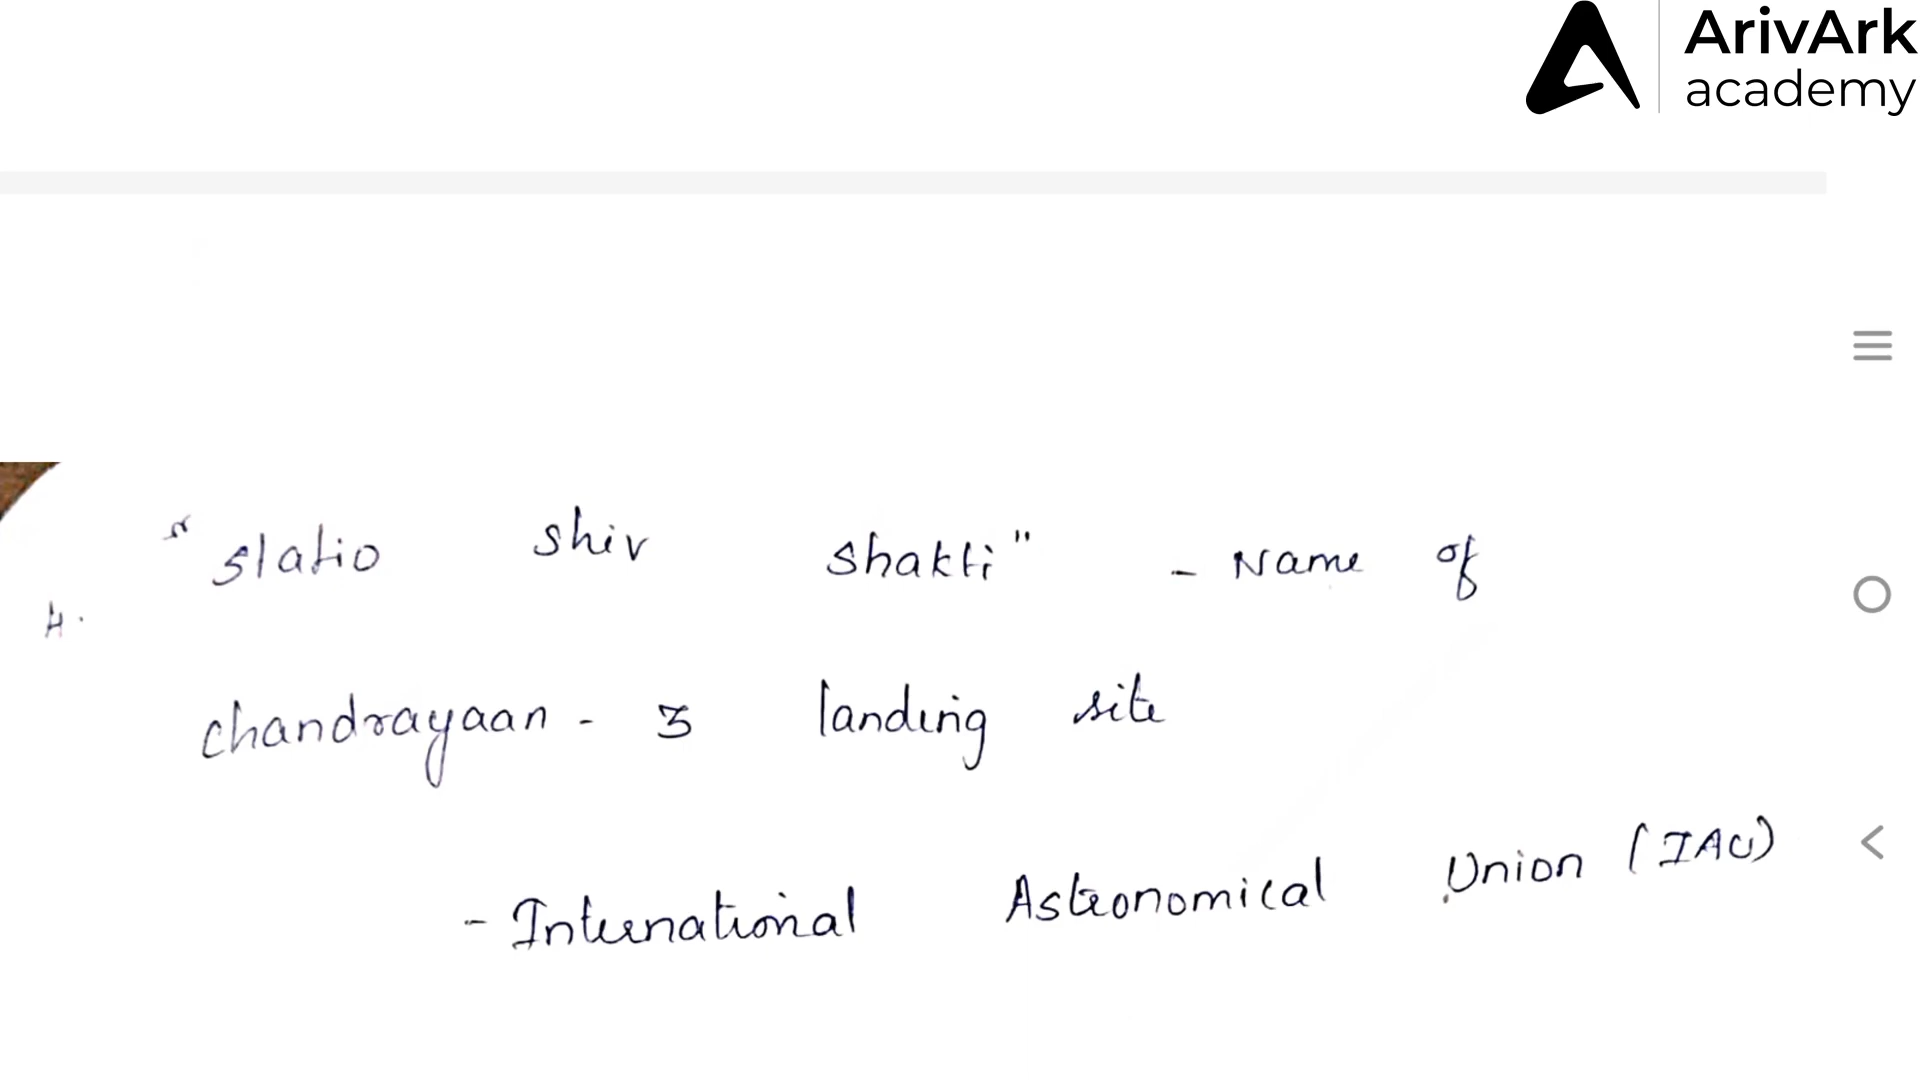 ArivArk
academy
4. "Statio Shiv Shakti" - Name of
chandrayaan - 3 landing site
- International Astronomical Union (IAU)